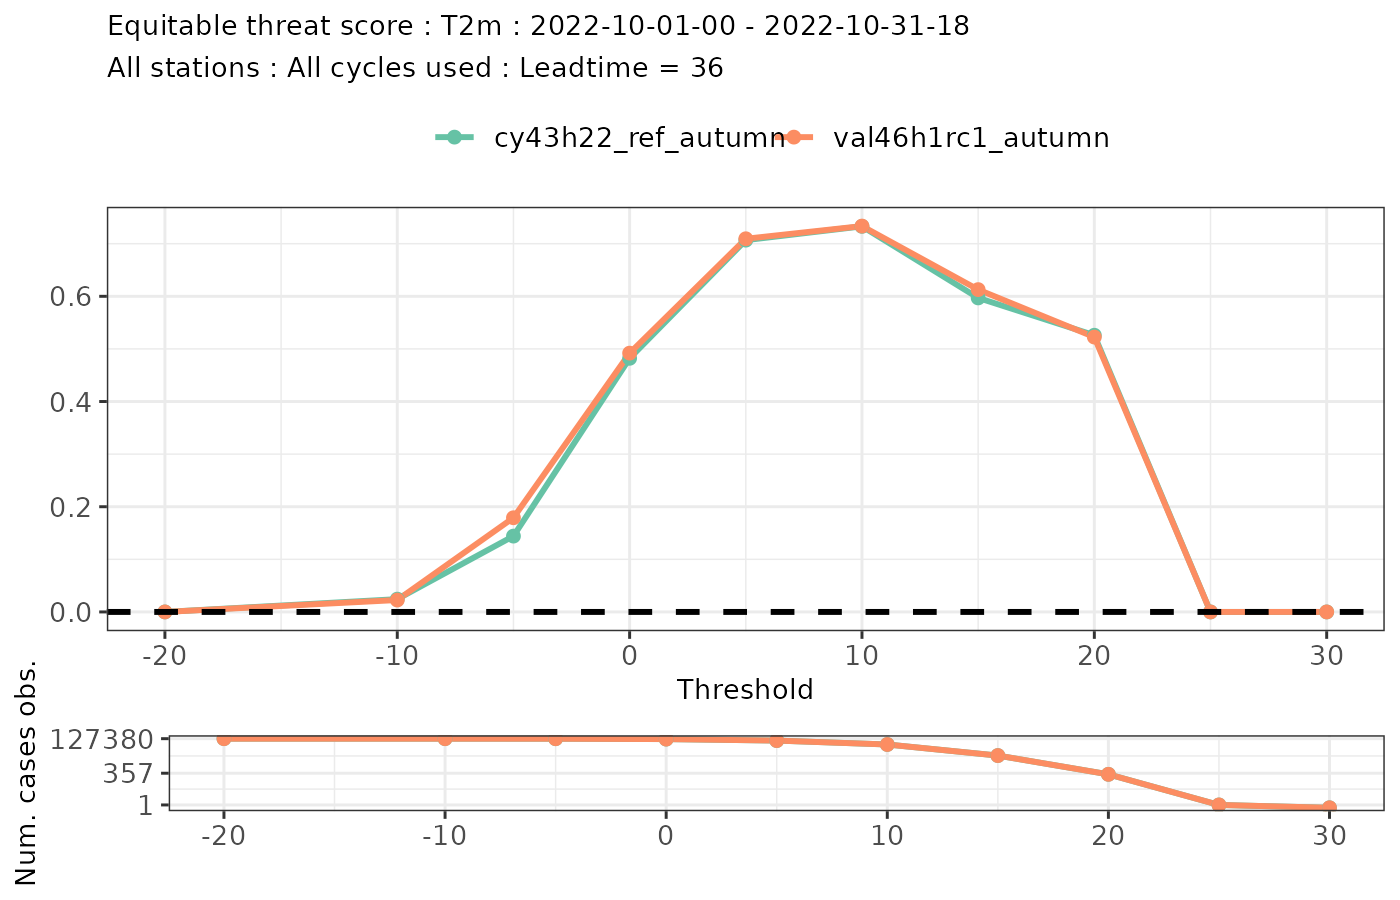 Equitable threat score : T2m : 2022-10-01-00 - 2022-10-31-18
All stations : All cycles used : Leadtime = 36
cy43h22_ref_autumn val46h1rc1_autumn
0.6
0.4
0.2
0.0
-20 -10 0 10 20 30
Threshold
Num. cases obs.
127380
357
1
-20 -10 0 10 20 30